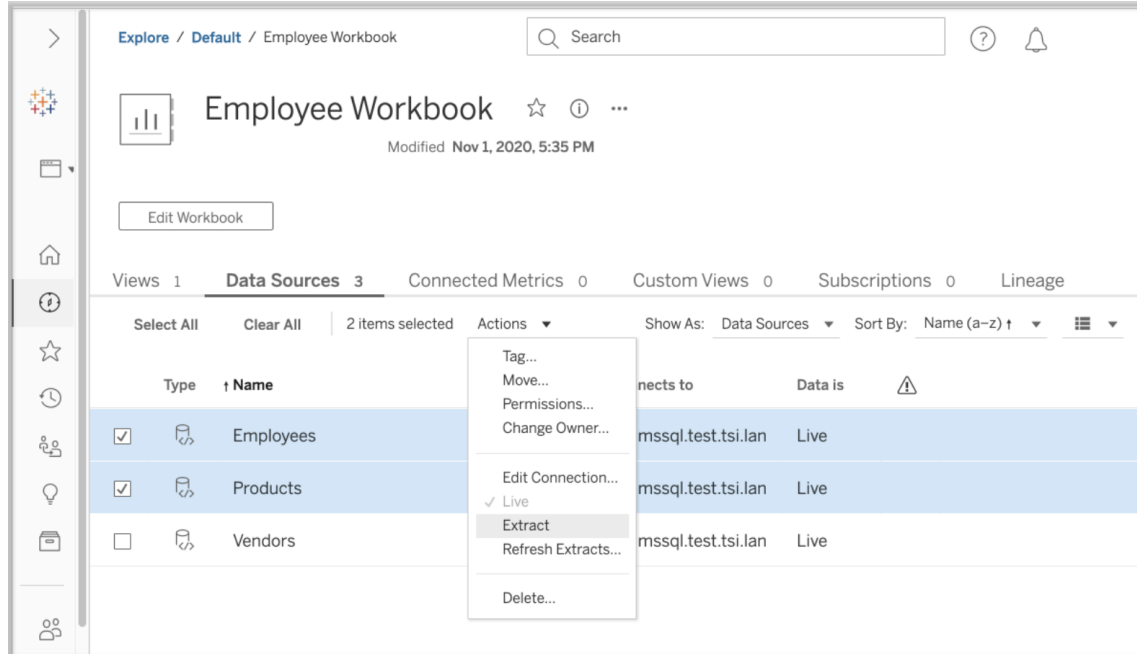 Explore / Default / Employee Workbook
Search
?
Employee Workbook
Modified Nov 1, 2020, 5:35 PM
Edit Workbook
Views 1 Data Sources 3 Connected Metrics 0 Custom Views 0 Subscriptions 0 Lineage
Select All Clear All 2 items selected Actions Show As: Data Sources Sort By: Name (a–z) ↑
Tag...
Move...
Type ↑ Name nects to Data is
Permissions...
Change Owner...
Employees mssql.test.tsi.lan Live
Edit Connection...
Products mssql.test.tsi.lan Live
✓ Live
Extract
Vendors mssql.test.tsi.lan Live
Refresh Extracts...
Delete...